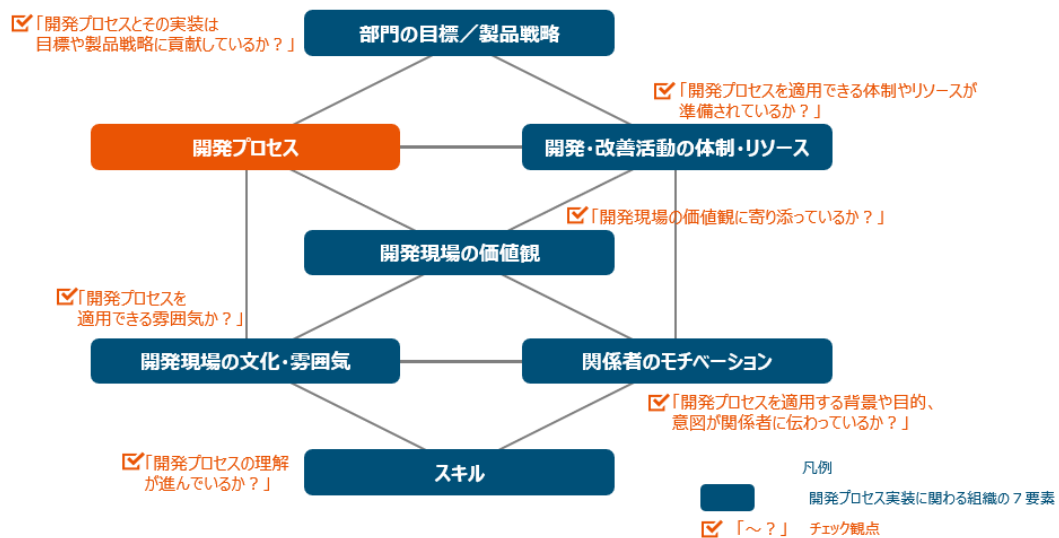 部門の目標／製品戦略
「開発プロセスとその実装は
目標や製品戦略に貢献しているか？」
「開発プロセスを適用できる体制やリソースが
準備されているか？」
開発プロセス
開発・改善活動の体制・リソース
「開発現場の価値観に寄り添っているか？」
開発現場の価値観
「開発プロセスを
適用できる雰囲気か？」
開発現場の文化・雰囲気
関係者のモチベーション
「開発プロセスを適用する背景や目的、
意図が関係者に伝わっているか？」
「開発プロセスの理解
が進んでいるか？」
スキル
凡例
開発プロセス実装に関わる組織の７要素
「～？」 チェック観点